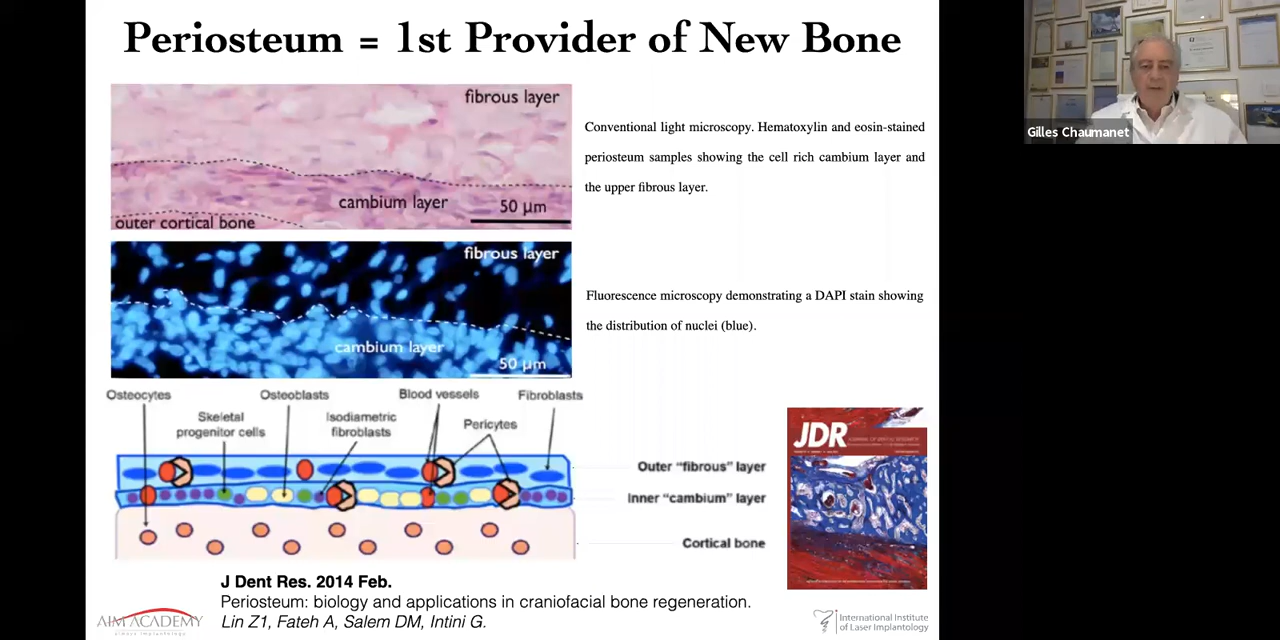 Periosteum = 1st Provider of New Bone
fibrous layer
cambium layer
50 μm
outer cortical bone
Conventional light microscopy. Hematoxylin and eosin-stained
periosteum samples showing the cell rich cambium layer and
the upper fibrous layer.
fibrous layer
cambium layer
50 μm
Fluorescence microscopy demonstrating a DAPI stain showing
the distribution of nuclei (blue).
Osteocytes
Osteoblasts
Blood vessels
Fibroblasts
Skeletal
progenitor cells
Isodiametric
fibroblasts
Pericytes
Outer “fibrous” layer
Inner “cambium” layer
Cortical bone
JDR
J Dent Res. 2014 Feb.
Periosteum: biology and applications in craniofacial bone regeneration.
Lin Z1, Fateh A, Salem DM, Intini G.
AIM ACADEMY
International Institute
of Laser Implantology
Gilles Chaumanet